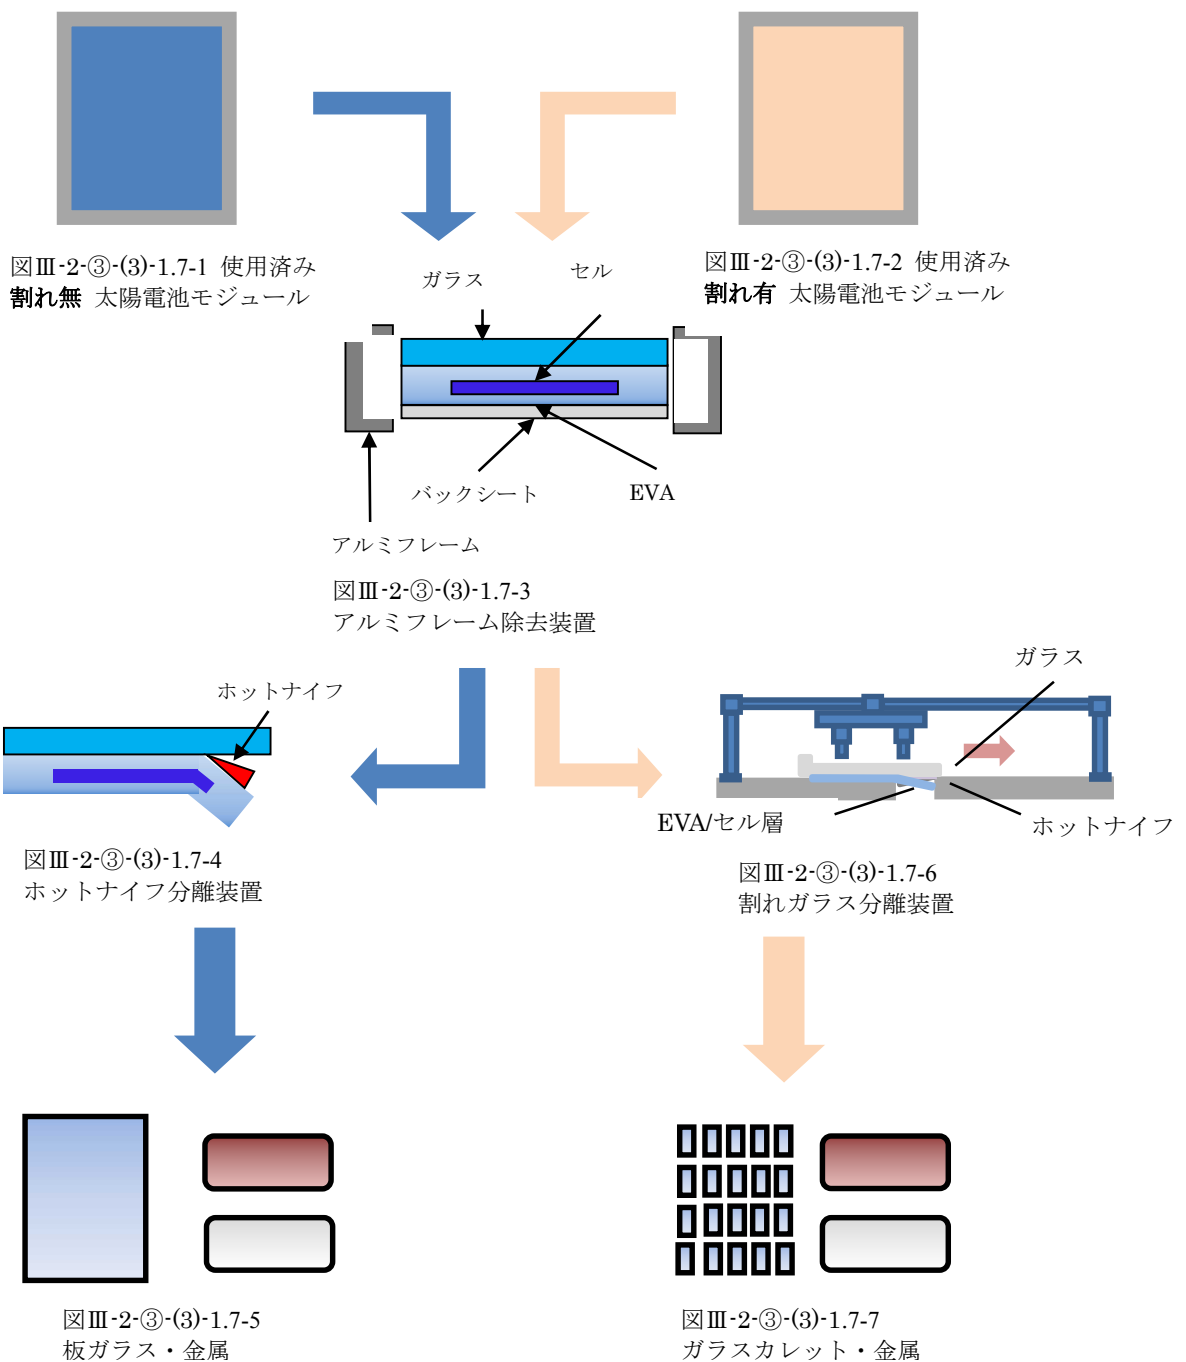 図Ⅲ-2-③-(3)-1.7-1 使用済み
割れ無 太陽電池モジュール
図Ⅲ-2-③-(3)-1.7-2 使用済み
割れ有 太陽電池モジュール
ガラス
セル
バックシート
EVA
アルミフレーム
図Ⅲ-2-③-(3)-1.7-3
アルミフレーム除去装置
ホットナイフ
ガラス
EVA/セル層
ホットナイフ
図Ⅲ-2-③-(3)-1.7-4
ホットナイフ分離装置
図Ⅲ-2-③-(3)-1.7-6
割れガラス分離装置
図Ⅲ-2-③-(3)-1.7-5
板ガラス・金属
図Ⅲ-2-③-(3)-1.7-7
ガラスカレット・金属